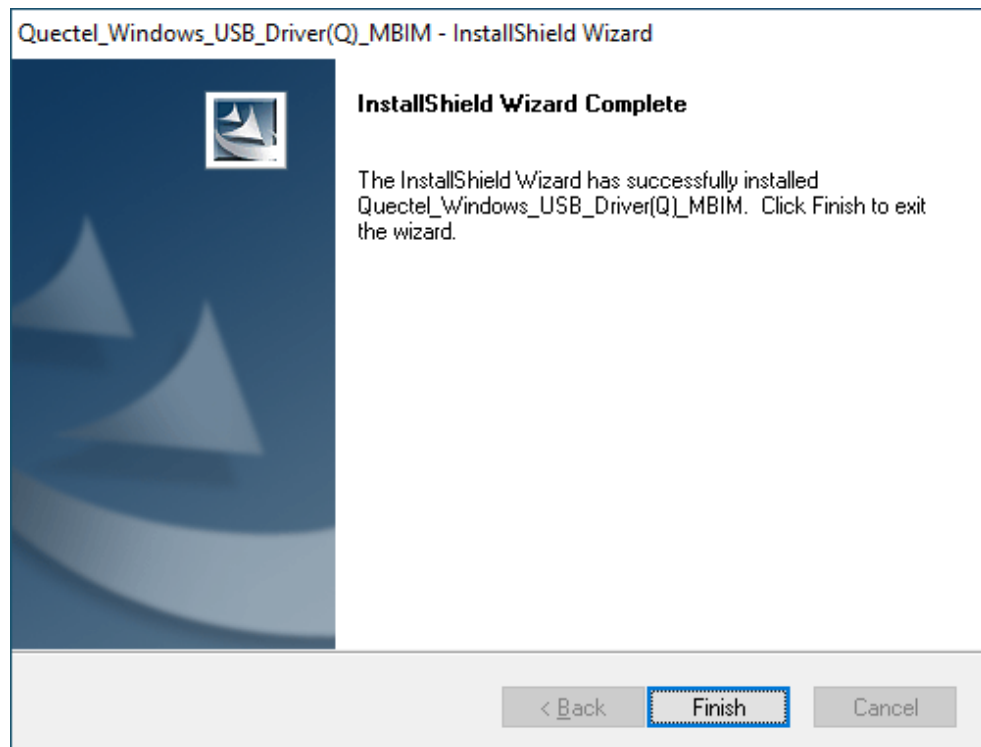 Quectel_Windows_USB_Driver(Q)_MBIM - InstallShield Wizard
InstallShield Wizard Complete
The InstallShield Wizard has successfully installed
Quectel_Windows_USB_Driver(Q)_MBIM. Click Finish to exit
the wizard.
< Back
Finish
Cancel